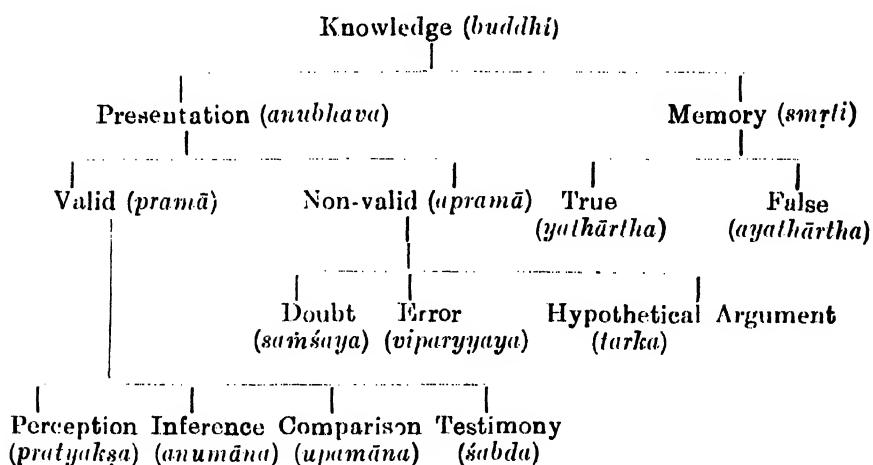 Knowledge (buddhi)
Presentation (anubhava) Memory (smṛti)
Valid (pramā) Non-valid (apramā) True False
(yathārtha) (ayathārtha)
Doubt Error Hypothetical Argument
(saṁśaya) (viparyyaya) (tarka)
Perception Inference Comparison Testimony
(pratyakṣa) (anumāna) (upamāna) (śabda)